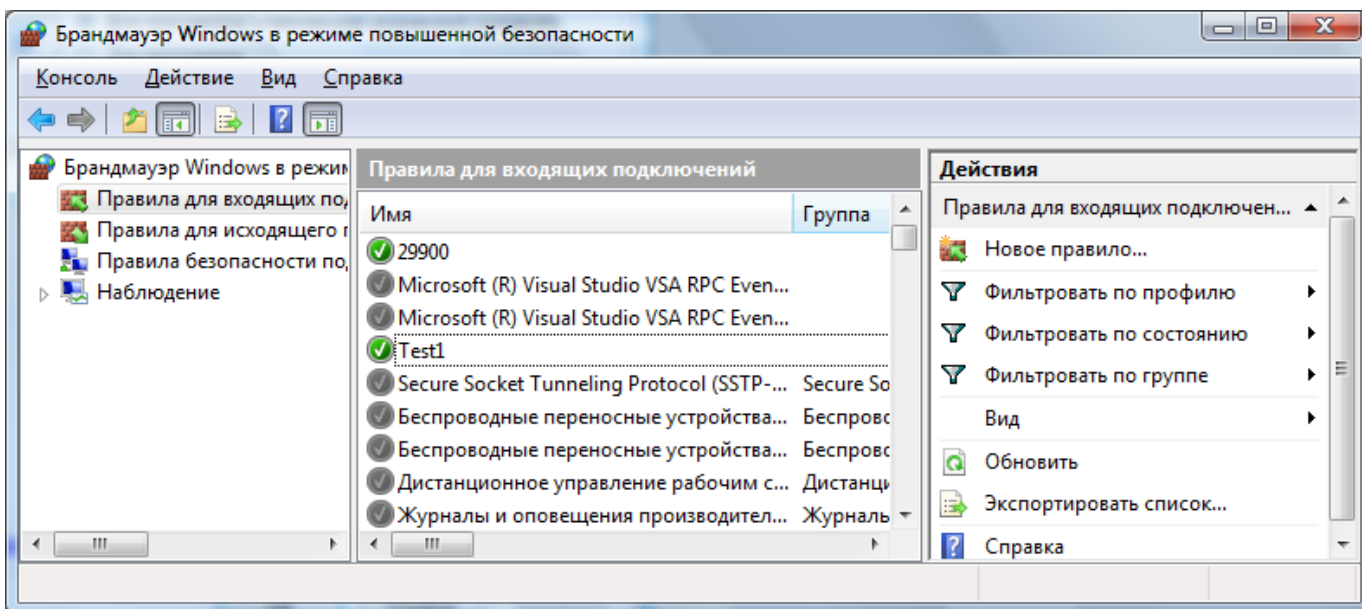 Брандмауэр Windows в режиме повышенной безопасности
Консоль Действие Вид Справка
Брандмауэр Windows в режим
Правила для входящих под
Правила для исходящего п
Правила безопасности под
Наблюдение
Правила для входящих подключений
Имя Группа
29900
Microsoft (R) Visual Studio VSA RPC Even...
Microsoft (R) Visual Studio VSA RPC Even...
Test1
Secure Socket Tunneling Protocol (SSTP-... Secure So
Беспроводные переносные устройства... Беспровс
Беспроводные переносные устройства... Беспровс
Дистанционное управление рабочим с... Дистанци
Журналы и оповещения производител... Журналь
Действия
Правила для входящих подключен...
Новое правило...
Фильтровать по профилю
Фильтровать по состоянию
Фильтровать по группе
Вид
Обновить
Экспортировать список...
Справка